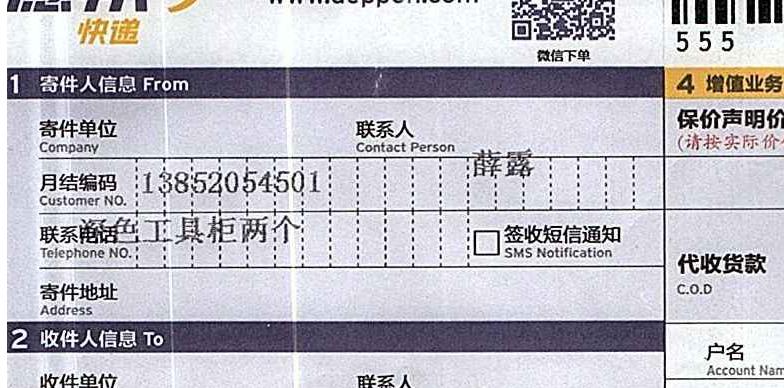 快递
微信下单
555
1 寄件人信息 From
4 增值业务
寄件单位
Company
联系人
Contact Person
薛露
保价声明价
(请按实际价
月结编码
Customer NO.
13852054501
联系电话
Telephone NO.
色工具柜两个
签收短信通知
SMS Notification
代收货款
C.O.D
寄件地址
Address
2 收件人信息 To
户名
Account Nam
收件单位
联系人